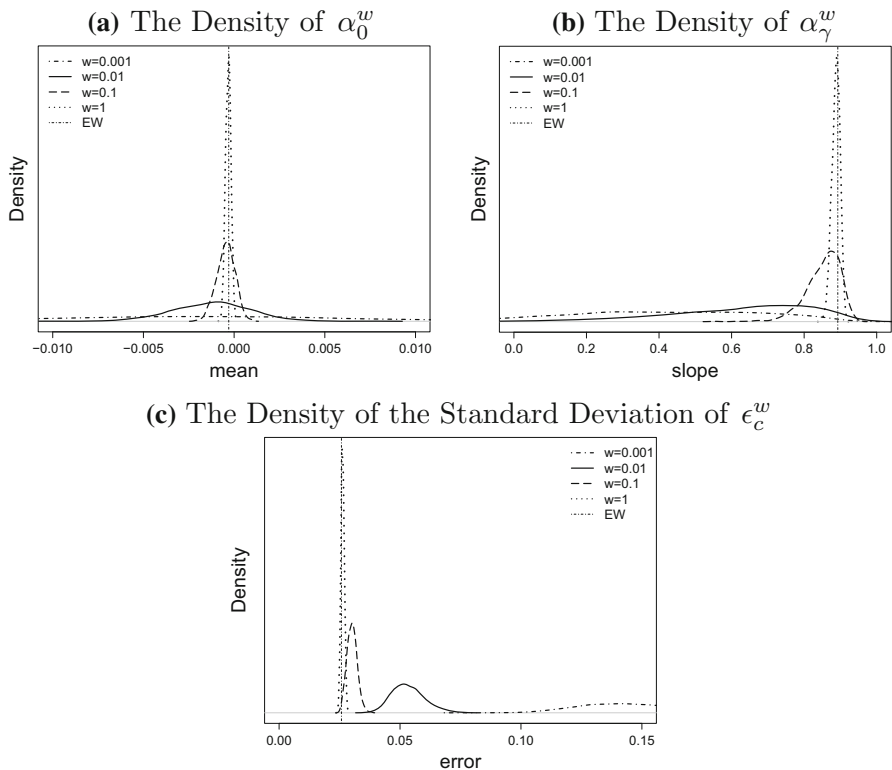 (a) The Density of α₀ʷ
w=0.001
w=0.01
w=0.1
w=1
EW
Density
−0.010 −0.005 0.000 0.005 0.010
mean
(b) The Density of α_γ^w
w=0.001
w=0.01
w=0.1
w=1
EW
Density
0.0 0.2 0.4 0.6 0.8 1.0
slope
(c) The Density of the Standard Deviation of ϵ_c^w
w=0.001
w=0.01
w=0.1
w=1
EW
Density
0.00 0.05 0.10 0.15
error